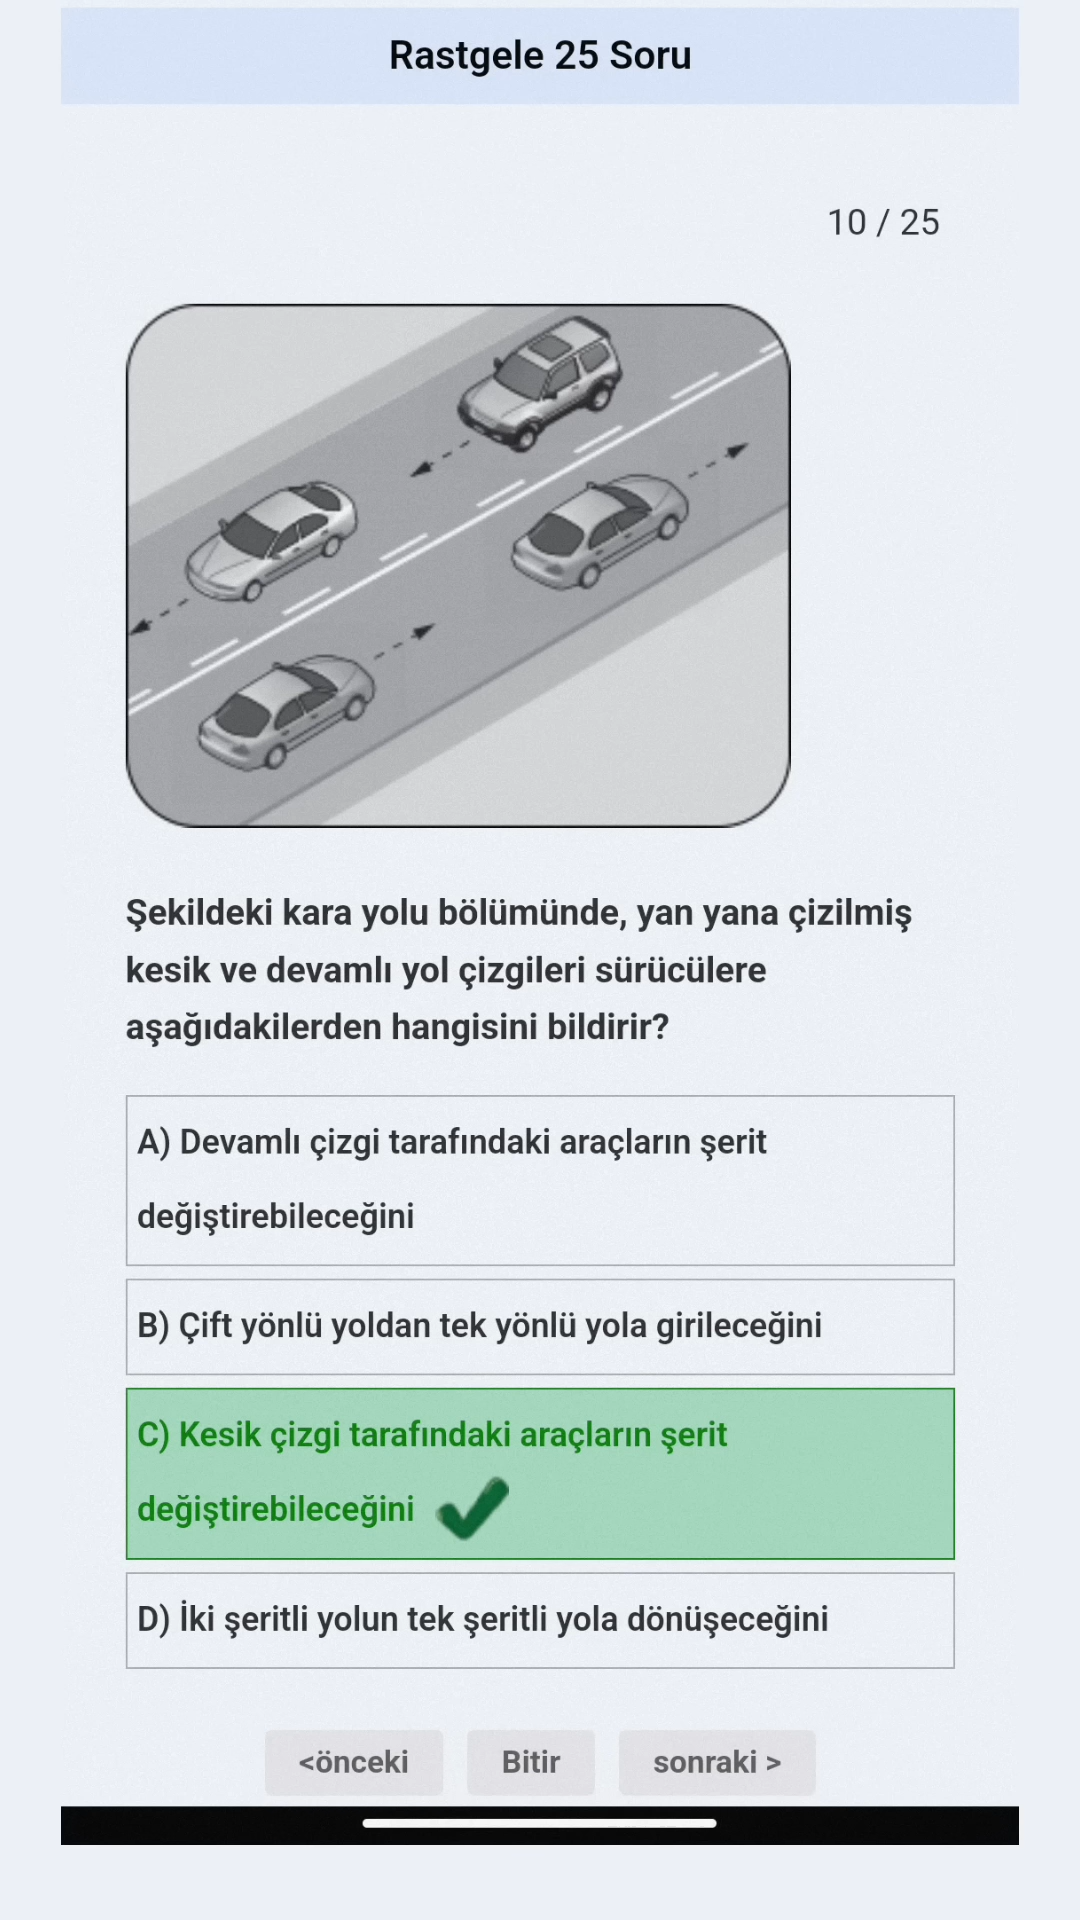 Rastgele 25 Soru
10 / 25
Şekildeki kara yolu bölümünde, yan yana çizilmiş
kesik ve devamlı yol çizgileri sürücülere
aşağıdakilerden hangisini bildirir?
A) Devamlı çizgi tarafındaki araçların şerit
değiştirebileceğini
B) Çift yönlü yoldan tek yönlü yola girileceğini
C) Kesik çizgi tarafındaki araçların şerit
değiştirebileceğini
D) İki şeritli yolun tek şeritli yola dönüşeceğini
<önceki
Bitir
sonraki >